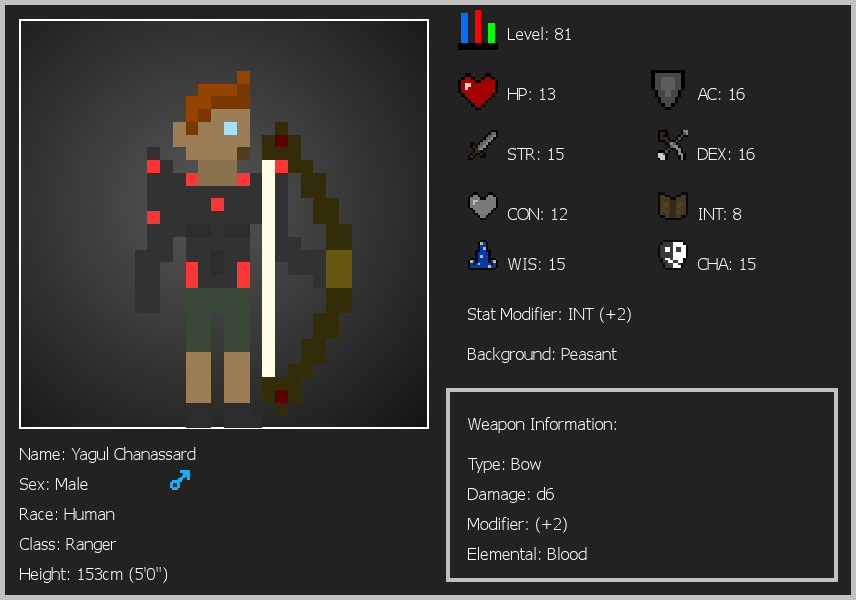 Level: 81
HP: 13
AC: 16
STR: 15
DEX: 16
CON: 12
INT: 8
WIS: 15
CHA: 15
Stat Modifier: INT (+2)
Background: Peasant
Weapon Information:
Type: Bow
Damage: d6
Modifier: (+2)
Elemental: Blood
Name: Yagul Chanassard
Sex: Male
Race: Human
Class: Ranger
Height: 153cm (5'0")